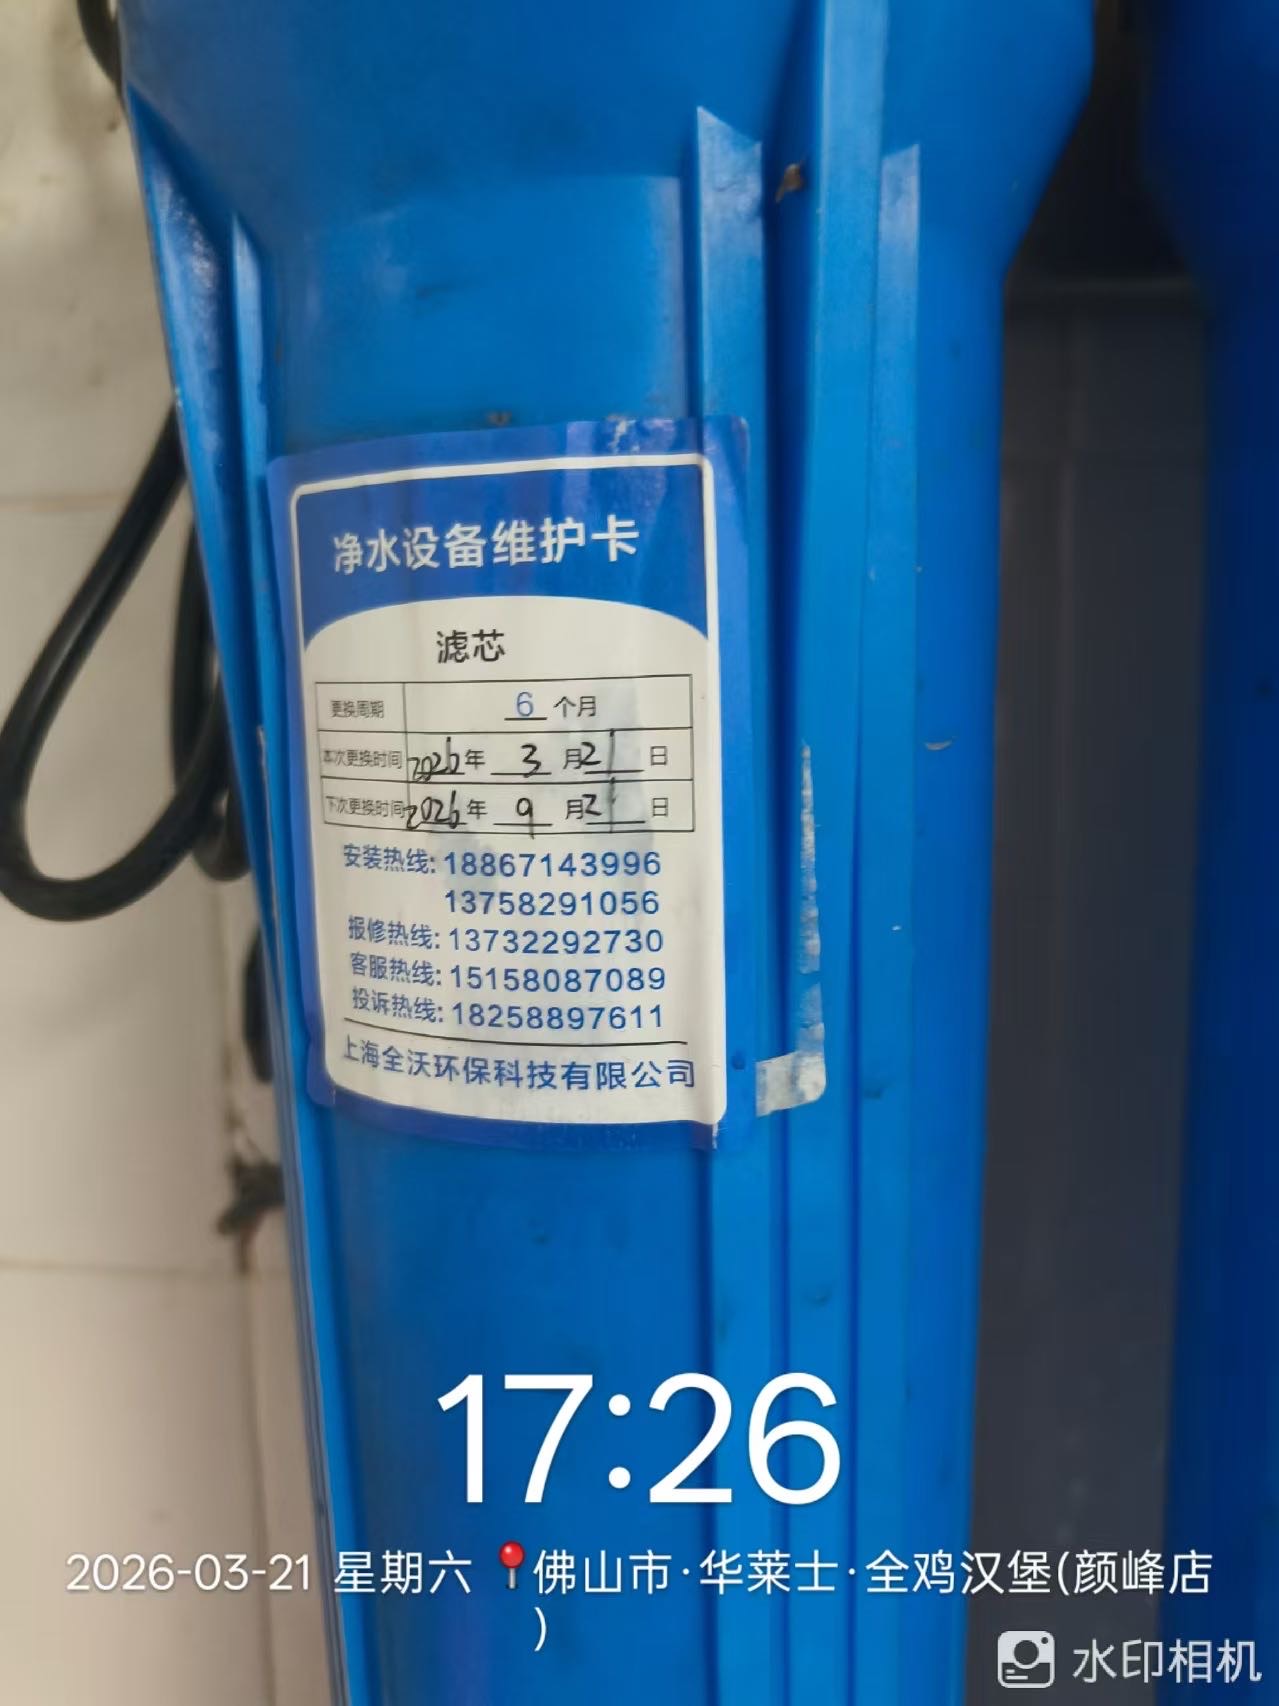 净水设备维护卡
滤芯
更换周期 6 个月
本次更换时间 2026年 3 月21日
下次更换时间 2026年 9 月21日
安装热线:18867143996
13758291056
报修热线:13732292730
客服热线:15158087089
投诉热线:18258897611
上海全沃环保科技有限公司
17:26
2026-03-21 星期六 📍佛山市·华莱士·全鸡汉堡(颜峰店
)
水印相机